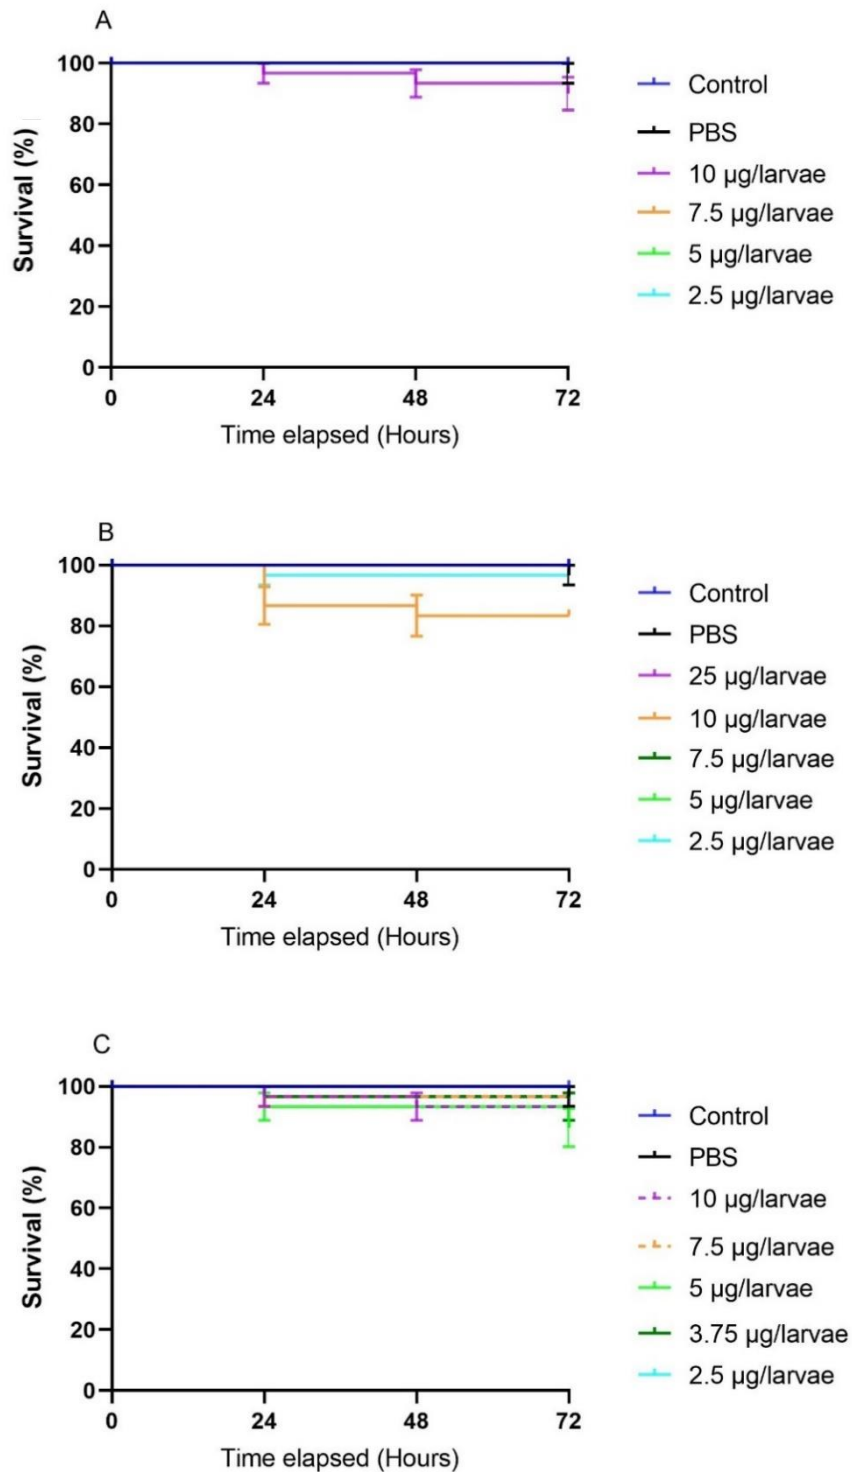 A
100
80
60
40
20
0
Survival (%)
0 24 48 72
Time elapsed (Hours)
Control
PBS
10 µg/larvae
7.5 µg/larvae
5 µg/larvae
2.5 µg/larvae
B
100
80
60
40
20
0
Survival (%)
0 24 48 72
Time elapsed (Hours)
Control
PBS
25 µg/larvae
10 µg/larvae
7.5 µg/larvae
5 µg/larvae
2.5 µg/larvae
C
100
80
60
40
20
0
Survival (%)
0 24 48 72
Time elapsed (Hours)
Control
PBS
10 µg/larvae
7.5 µg/larvae
5 µg/larvae
3.75 µg/larvae
2.5 µg/larvae